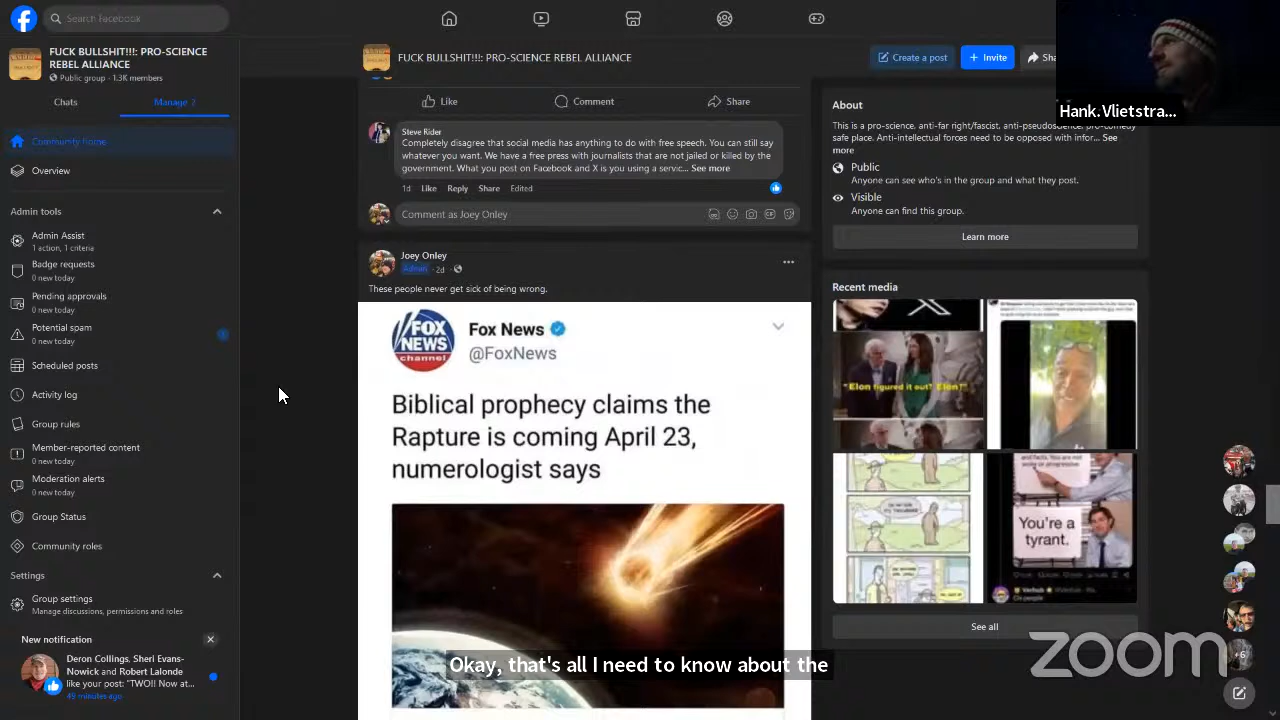 Search Facebook
Hank.Vlietstra...
FUCK BULLSHIT!!!: PRO-SCIENCE
REBEL ALLIANCE
Public group · 1.3K members
Chats
Manage
Community home
Overview
Admin tools
Admin Assist
1 action, 1 criteria
Badge requests
0 new today
Pending approvals
0 new today
Potential spam
0 new today
Scheduled posts
Activity log
Group rules
Member-reported content
0 new today
Moderation alerts
0 new today
Group Status
Community roles
Settings
Group settings
Manage discussions, permissions and roles
New notification
Deron Collings, Sheri Evans-
Nowick and Robert Lalonde
like your post: "TWO!! Now at...
49 minutes ago
FUCK BULLSHIT!!!: PRO-SCIENCE REBEL ALLIANCE
Create a post
+ Invite
Sha
Like
Comment
Share
Steve Rider
Completely disagree that social media has anything to do with free speech. You can still say
whatever you want. We have a free press with journalists that are not jailed or killed by the
government. What you post on Facebook and X is you using a servic... See more
1d Like Reply Share Edited
Comment as Joey Onley
Joey Onley
Admin · 2d ·
These people never get sick of being wrong.
FOX
NEWS
channel
Fox News
@FoxNews
Biblical prophecy claims the
Rapture is coming April 23,
numerologist says
Okay, that's all I need to know about the
About
This is a pro-science, anti-far right/fascist, anti-pseudoscience, pro-comedy
safe place. Anti-intellectual forces need to be opposed with infor... See
more
Public
Anyone can see who's in the group and what they post.
Visible
Anyone can find this group.
Learn more
Recent media
"Elon figured it out? Elon?"
You're a
tyrant.
See all
+6
zoom